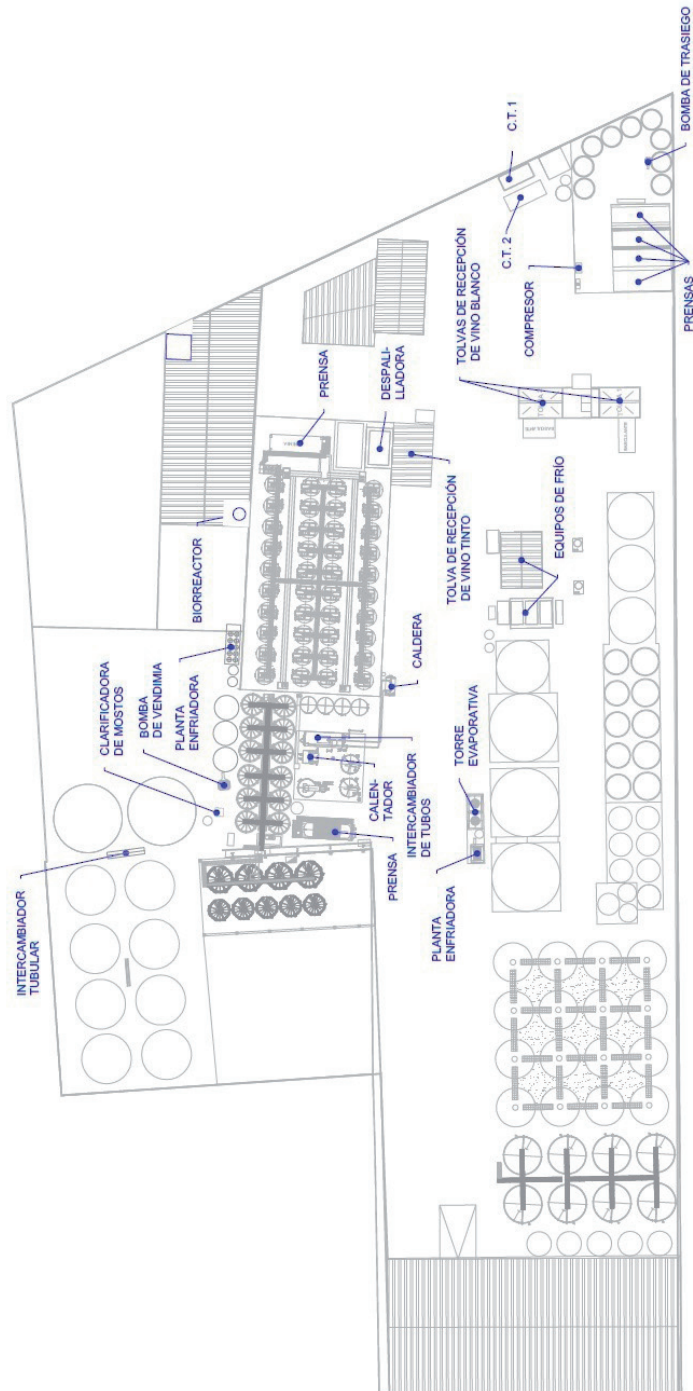 INTERCAMBIADOR
TUBULAR
CLARIFICADORA
DE MOSTOS
BOMBA
DE VENDIMIA
PLANTA
ENFRIADORA
BIORREACTOR
PRENSA
DESPALI-
LLADORA
TOLVA DE RECEPCIÓN
DE VINO TINTO
CALDERA
INTERCAMBIADOR
DE TUBOS
CALEN-
TADOR
PRENSA
PLANTA
ENFRIADORA
TORRE
EVAPORATIVA
EQUIPOS DE FRÍO
TOLVAS DE RECEPCIÓN
DE VINO BLANCO
COMPRESOR
C.T. 2
C.T. 1
PRENSAS
BOMBA DE TRASIEGO